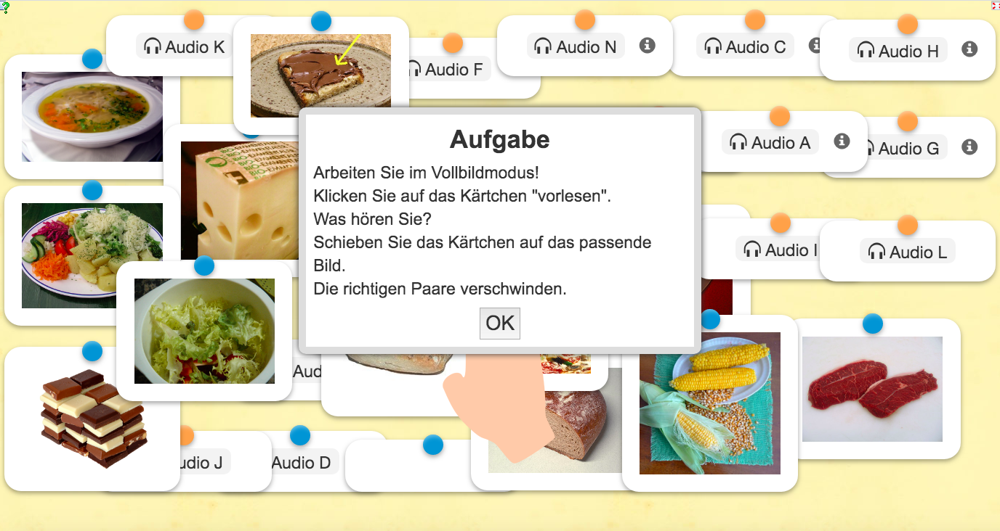 Audio K
Audio F
Audio N
Audio C
Audio H
BIO-EMMENTAL
Audio A
Audio G
Aufgabe
Arbeiten Sie im Vollbildmodus!
Klicken Sie auf das Kärtchen "vorlesen".
Was hören Sie?
Schieben Sie das Kärtchen auf das passende
Bild.
Die richtigen Paare verschwinden.
OK
Audio I
Audio L
Aud
udio J
Audio D